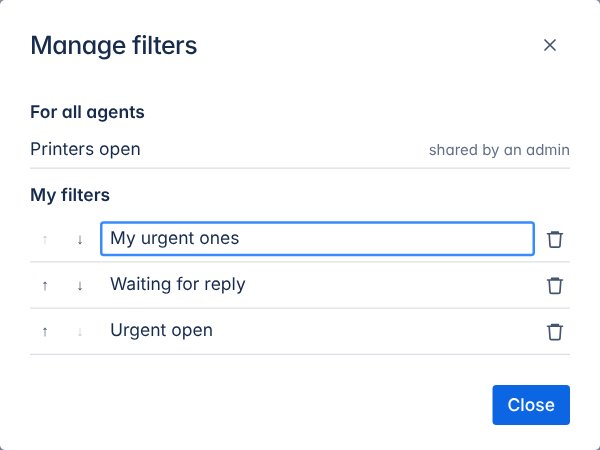 Manage filters
For all agents
Printers open shared by an admin
My filters
↑ ↓ My urgent ones
↑ ↓ Waiting for reply
↑ ↓ Urgent open
Close